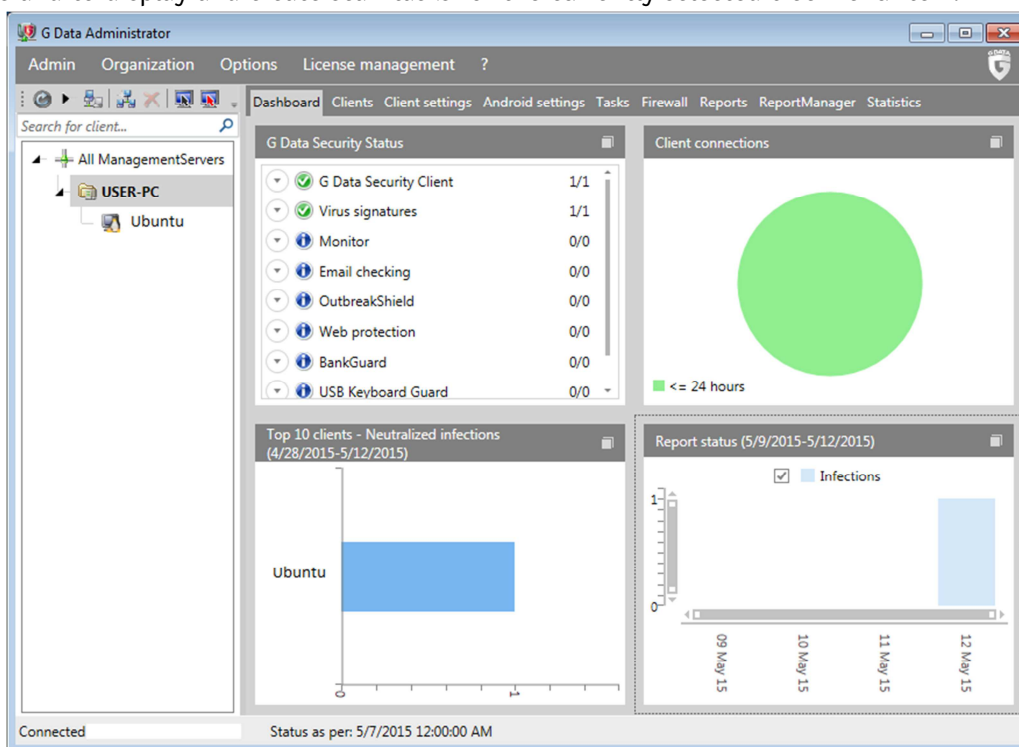 G Data Administrator
Admin Organization Options License management ?
G DATA
Search for client...
All ManagementServers
USER-PC
Ubuntu
Dashboard Clients Client settings Android settings Tasks Firewall Reports ReportManager Statistics
G Data Security Status
G Data Security Client 1/1
Virus signatures 1/1
Monitor 0/0
Email checking 0/0
OutbreakShield 0/0
Web protection 0/0
BankGuard 0/0
USB Keyboard Guard 0/0
Client connections
<= 24 hours
Top 10 clients - Neutralized infections
(4/28/2015-5/12/2015)
Ubuntu
0 1
Report status (5/9/2015-5/12/2015)
Infections
1
0
09 May 15
10 May 15
11 May 15
12 May 15
Connected
Status as per: 5/7/2015 12:00:00 AM